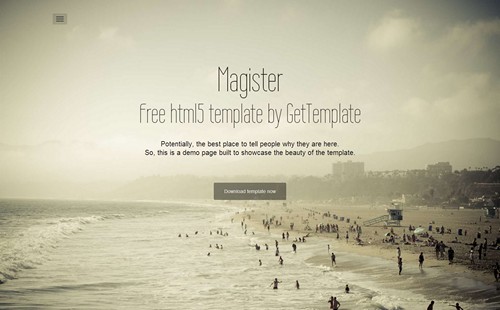 Magister
Free html5 template by GetTemplate
Potentially, the best place to tell people why they are here.
So, this is a demo page built to showcase the beauty of the template.
Download template now